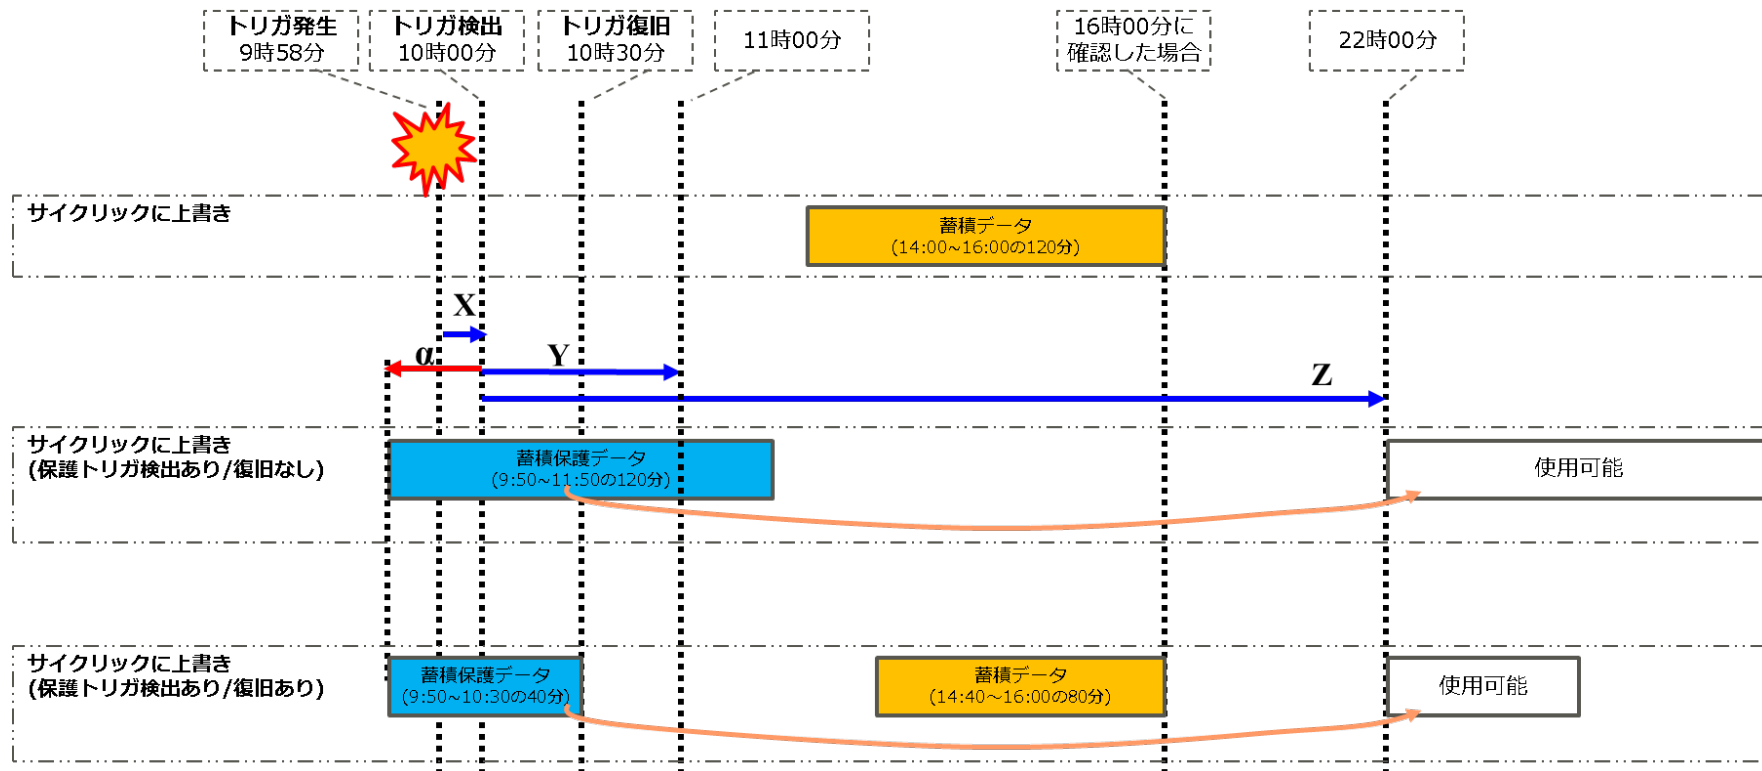 トリガ発生
9時58分
トリガ検出
10時00分
トリガ復旧
10時30分
11時00分
16時00分に
確認した場合
22時00分
サイクリックに上書き
蓄積データ
(14:00~16:00の120分)
X
α
Y
Z
サイクリックに上書き
(保護トリガ検出あり/復旧なし)
蓄積保護データ
(9:50~11:50の120分)
使用可能
サイクリックに上書き
(保護トリガ検出あり/復旧あり)
蓄積保護データ
(9:50~10:30の40分)
蓄積データ
(14:40～16:00の80分)
使用可能